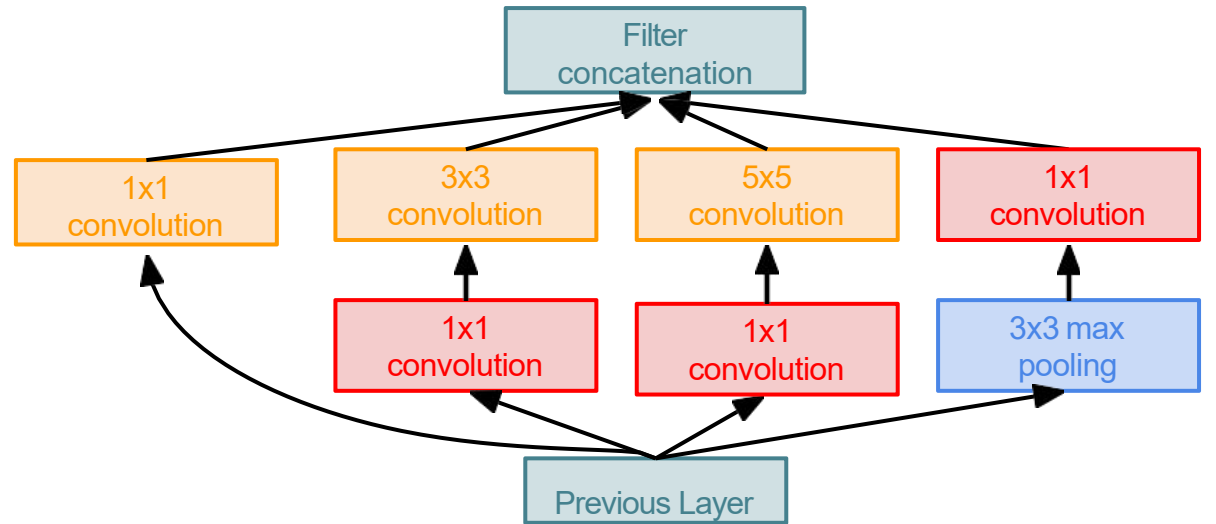 Filter
concatenation
1x1
convolution
3x3
convolution
5x5
convolution
1x1
convolution
1x1
convolution
1x1
convolution
3x3 max
pooling
Previous Layer